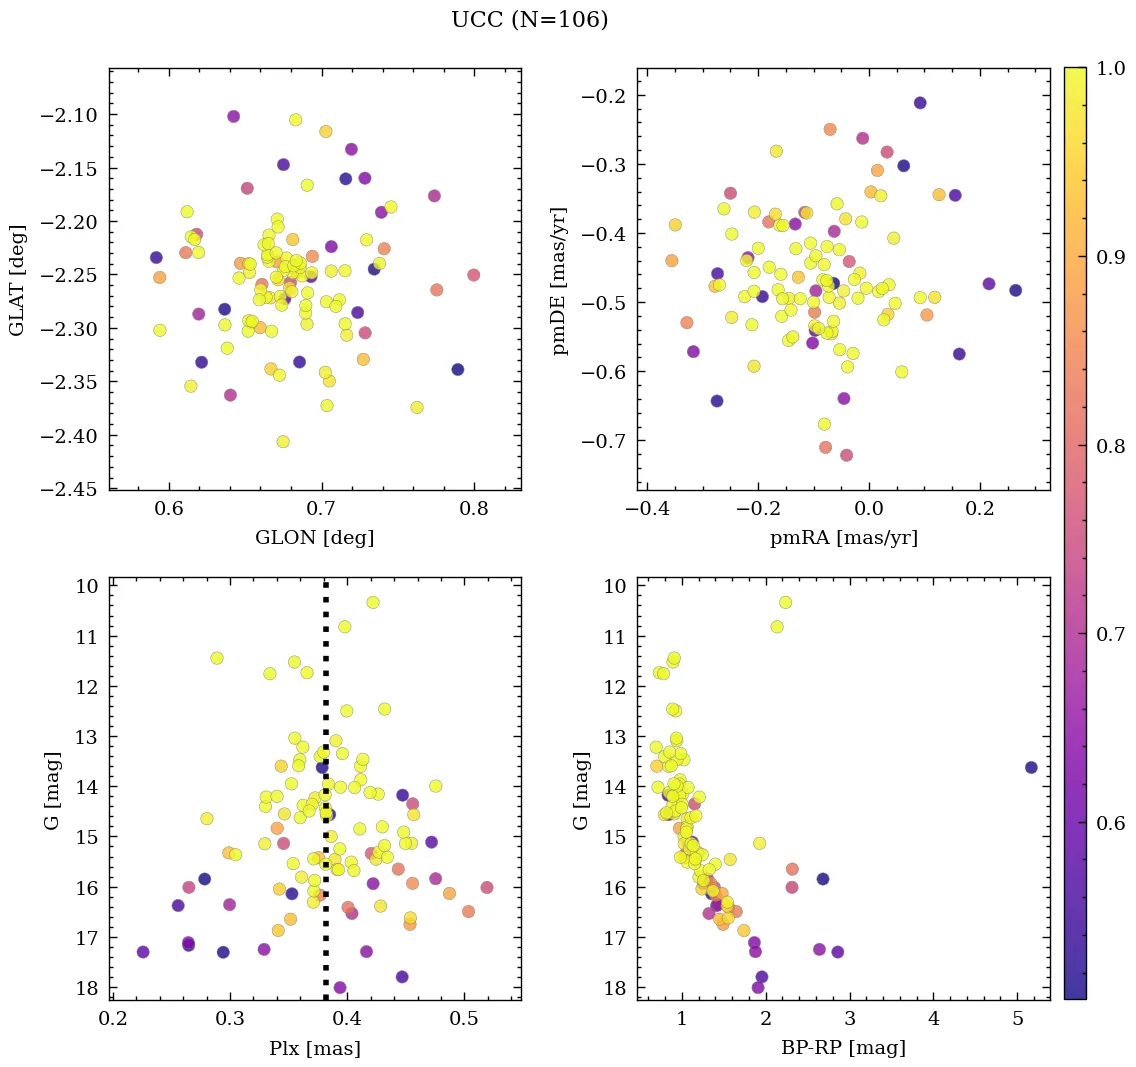 UCC (N=106)
−2.10
−2.15
−2.20
−2.25
−2.30
−2.35
−2.40
−2.45
GLAT [deg]
0.6 0.7 0.8
GLON [deg]
−0.2
−0.3
−0.4
−0.5
−0.6
−0.7
pmDE [mas/yr]
−0.4 −0.2 0.0 0.2
pmRA [mas/yr]
10
11
12
13
14
15
16
17
18
G [mag]
0.2 0.3 0.4 0.5
Plx [mas]
10
11
12
13
14
15
16
17
18
G [mag]
1 2 3 4 5
BP-RP [mag]
1.0
0.9
0.8
0.7
0.6